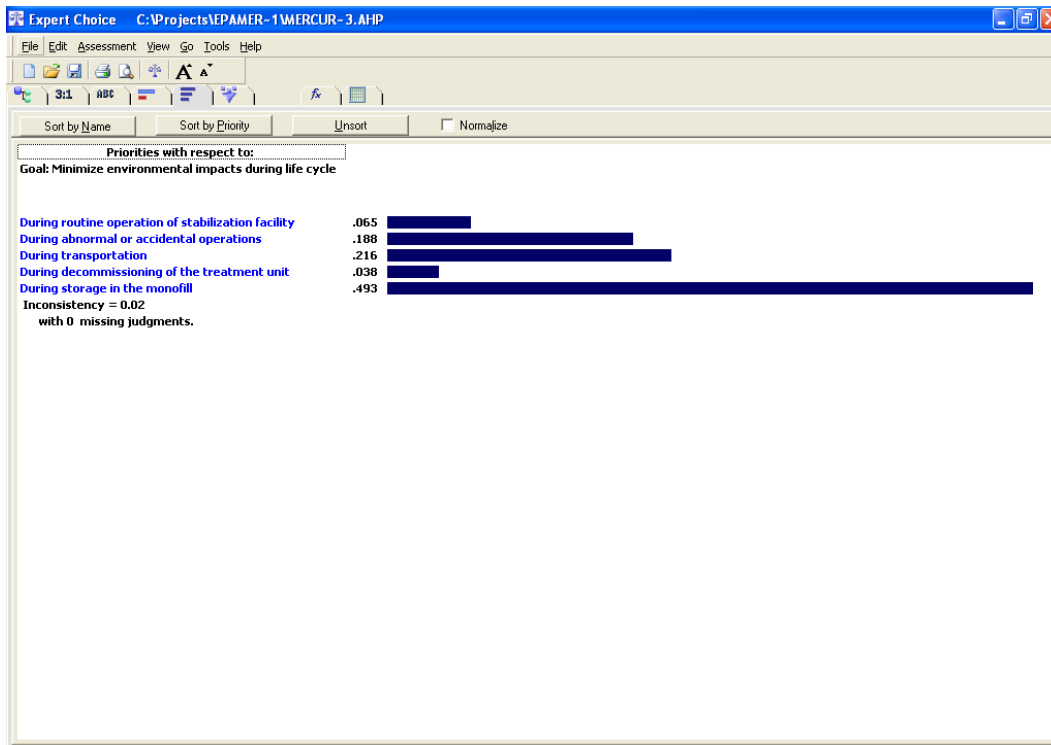 Expert Choice C:\Projects\EPAMER~1\MERCUR~3.AHP
File Edit Assessment View Go Tools Help
A A
3:1 ABC fx
Sort by Name Sort by Priority Unsort Normalize
Priorities with respect to:
Goal: Minimize environmental impacts during life cycle
During routine operation of stabilization facility .065
During abnormal or accidental operations .188
During transportation .216
During decommissioning of the treatment unit .038
During storage in the monofill .493
Inconsistency = 0.02
with 0 missing judgments.